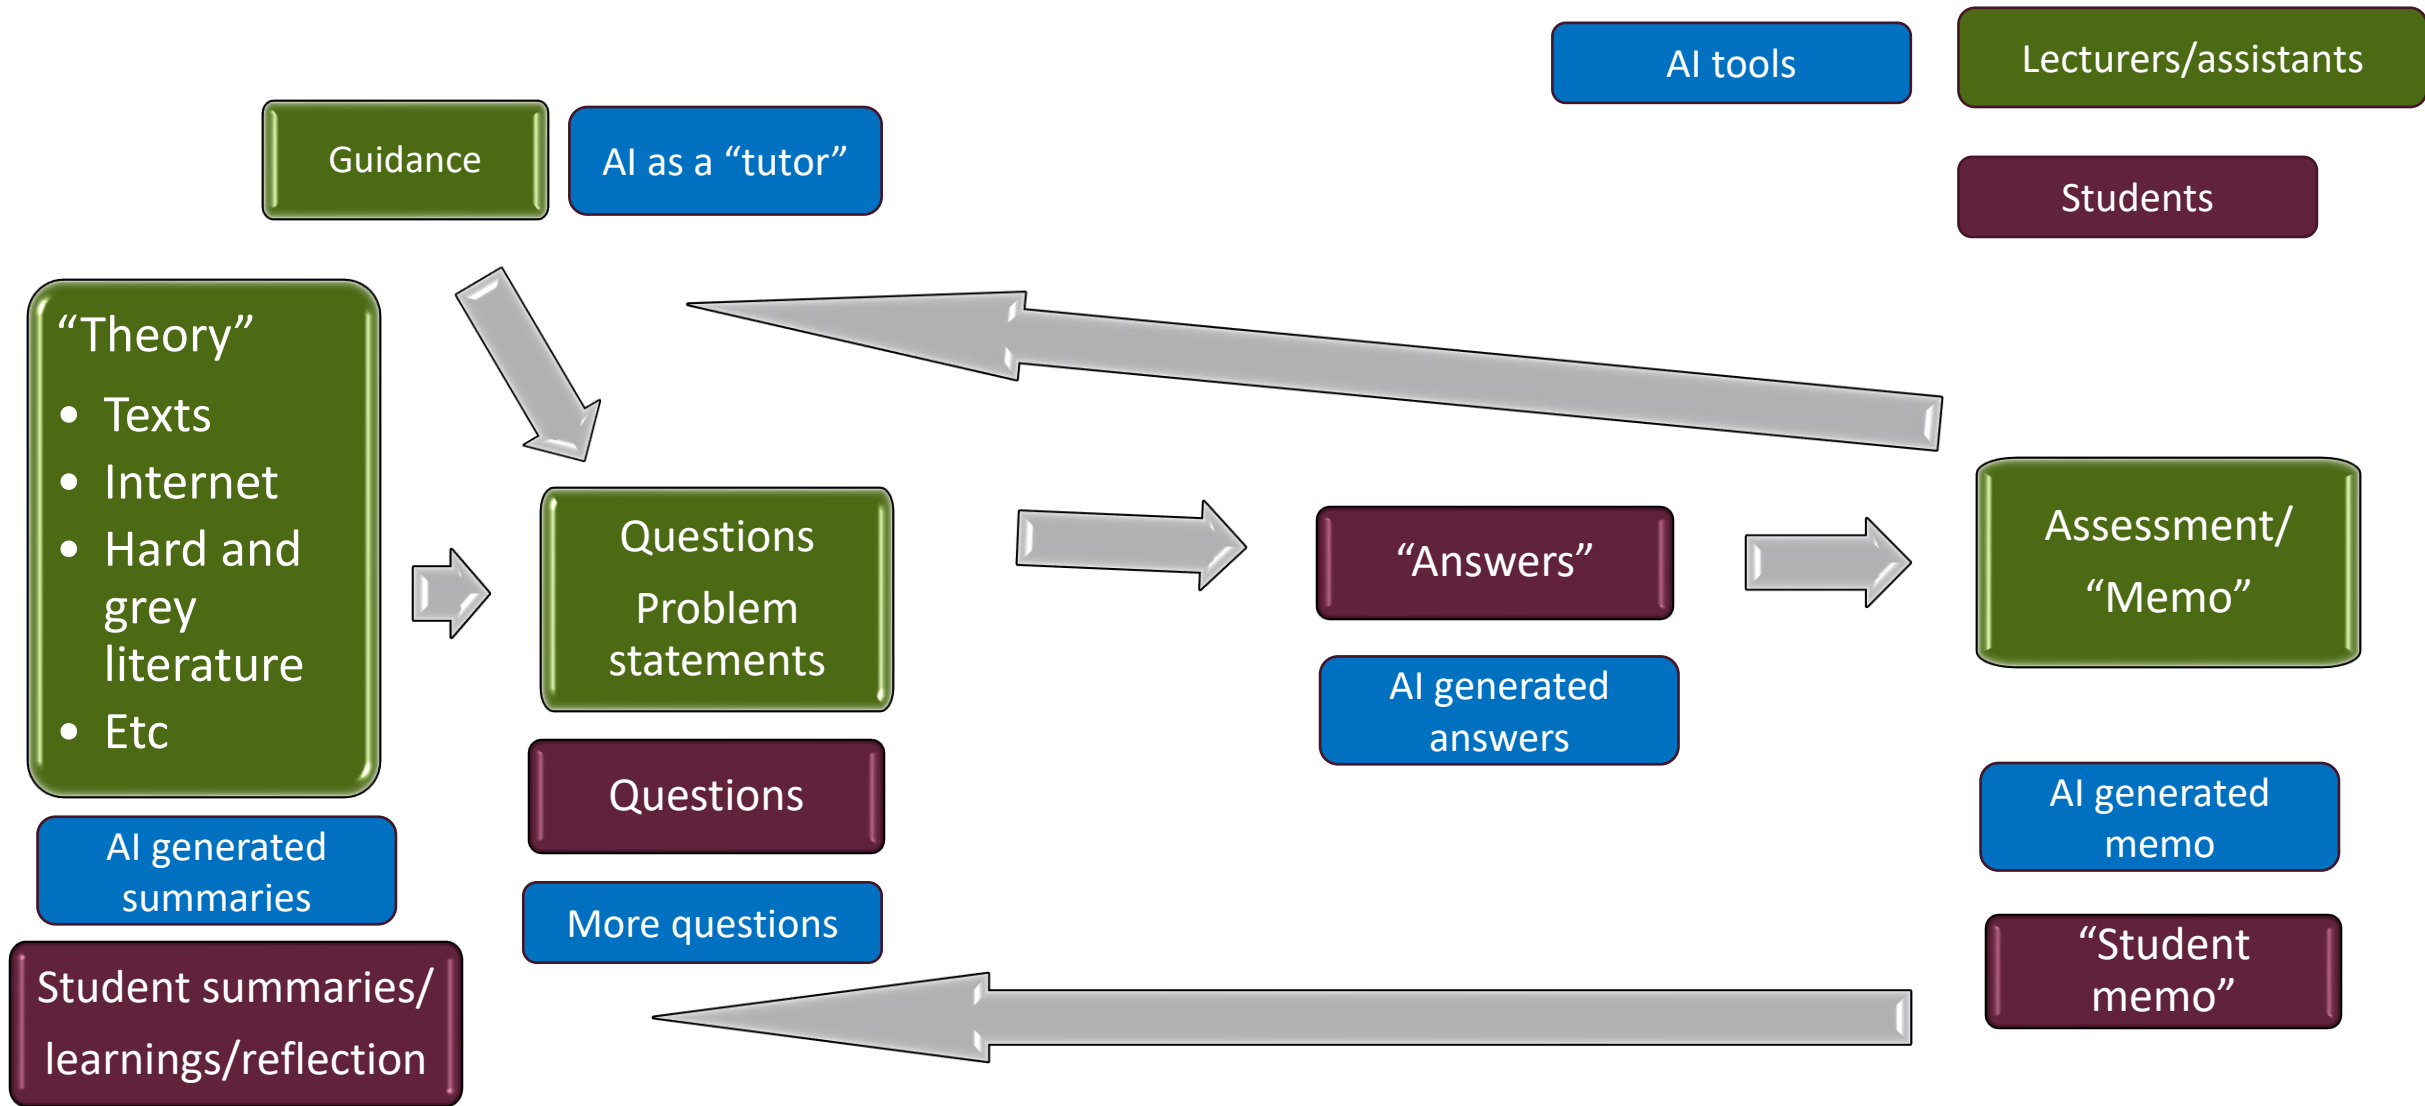 AI tools
Lecturers/assistants
Students
Guidance
AI as a “tutor”
“Theory”
• Texts
• Internet
• Hard and
grey
literature
• Etc
AI generated
summaries
Student summaries/
learnings/reflection
Questions
Problem
statements
Questions
More questions
“Answers”
AI generated
answers
Assessment/
“Memo”
AI generated
memo
“Student
memo”